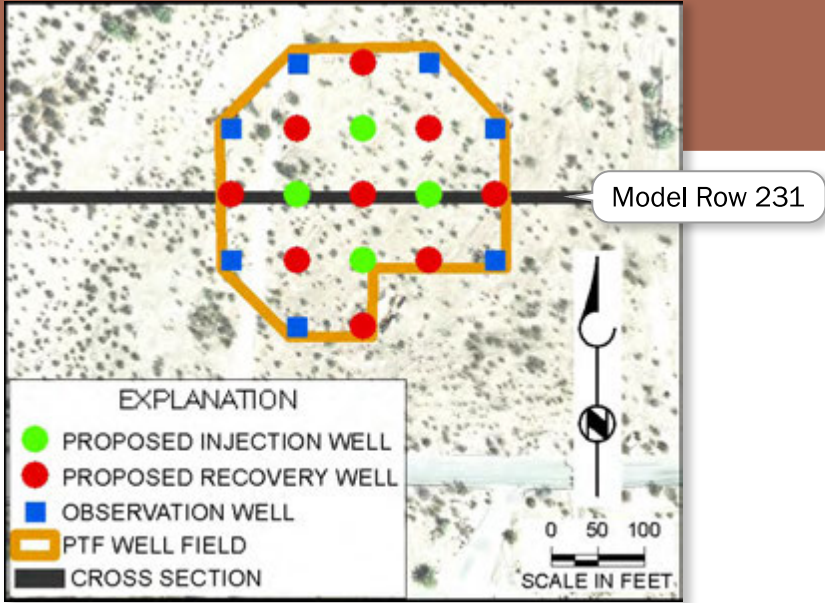 Model Row 231
EXPLANATION
PROPOSED INJECTION WELL
PROPOSED RECOVERY WELL
OBSERVATION WELL
PTF WELL FIELD
CROSS SECTION
N
0 50 100
SCALE IN FEET